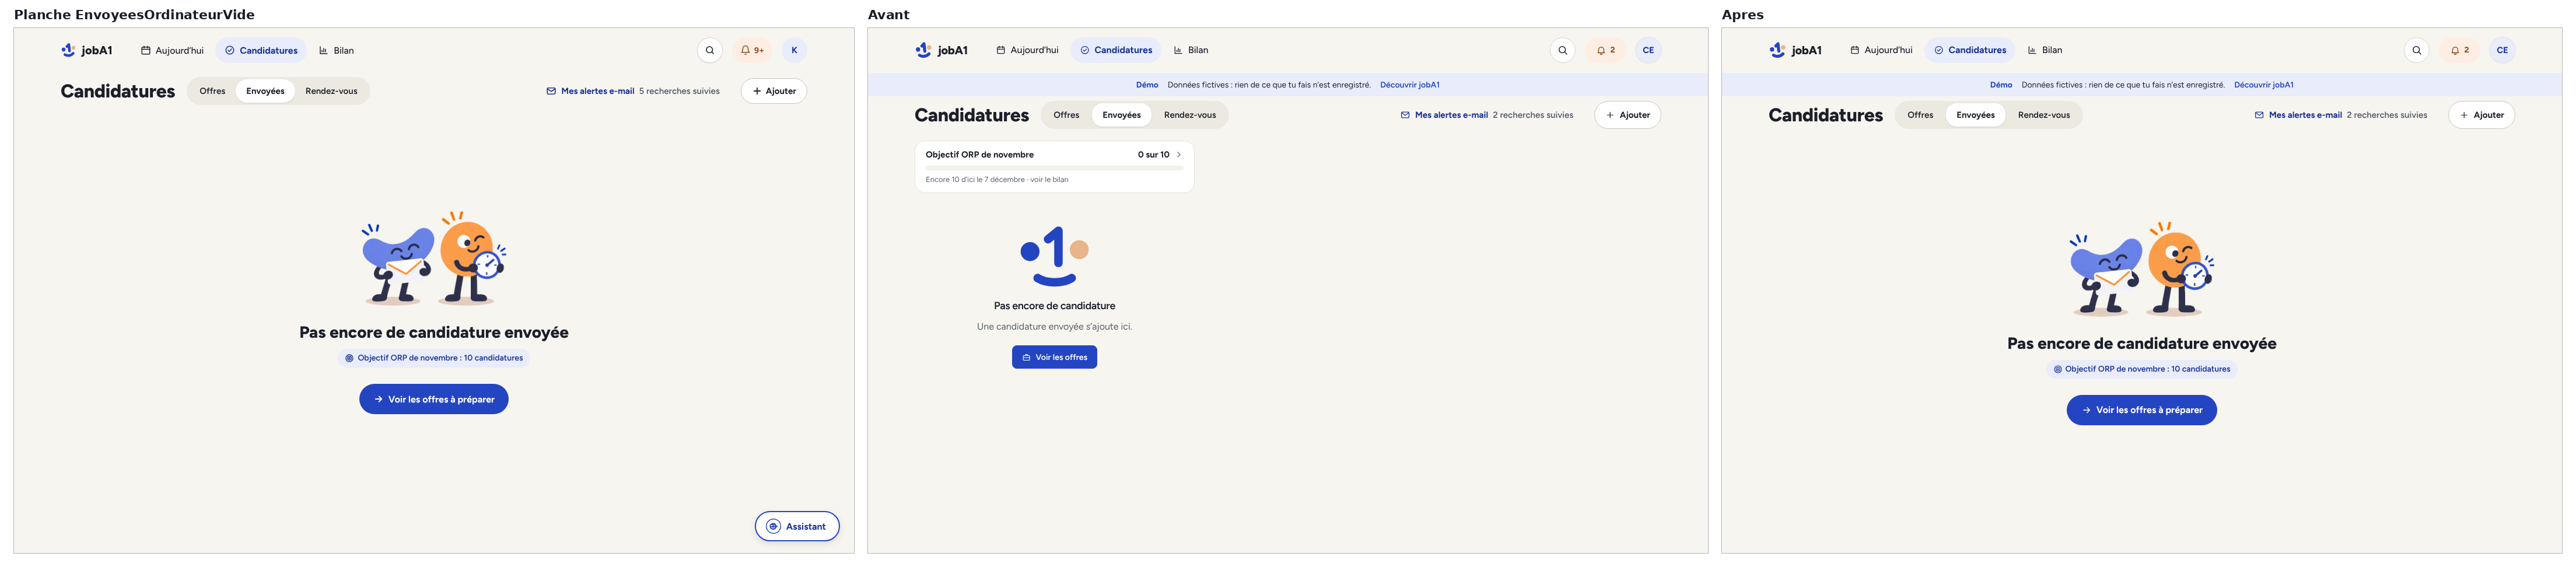 Planche EnvoyeesOrdinateurVide
jobA1 Aujourd'hui Candidatures Bilan 9+ K
Candidatures Offres Envoyées Rendez-vous Mes alertes e-mail 5 recherches suivies + Ajouter
Pas encore de candidature envoyée
Objectif ORP de novembre : 10 candidatures
→ Voir les offres à préparer
Assistant
Avant
jobA1 Aujourd'hui Candidatures Bilan 2 CE
Démo Données fictives : rien de ce que tu fais n'est enregistré. Découvrir jobA1
Candidatures Offres Envoyées Rendez-vous Mes alertes e-mail 2 recherches suivies + Ajouter
Objectif ORP de novembre 0 sur 10 >
Encore 10 d'ici le 7 décembre · voir le bilan
Pas encore de candidature
Une candidature envoyée s'ajoute ici.
Voir les offres
Apres
jobA1 Aujourd'hui Candidatures Bilan 2 CE
Démo Données fictives : rien de ce que tu fais n'est enregistré. Découvrir jobA1
Candidatures Offres Envoyées Rendez-vous Mes alertes e-mail 2 recherches suivies + Ajouter
Pas encore de candidature envoyée
Objectif ORP de novembre : 10 candidatures
→ Voir les offres à préparer